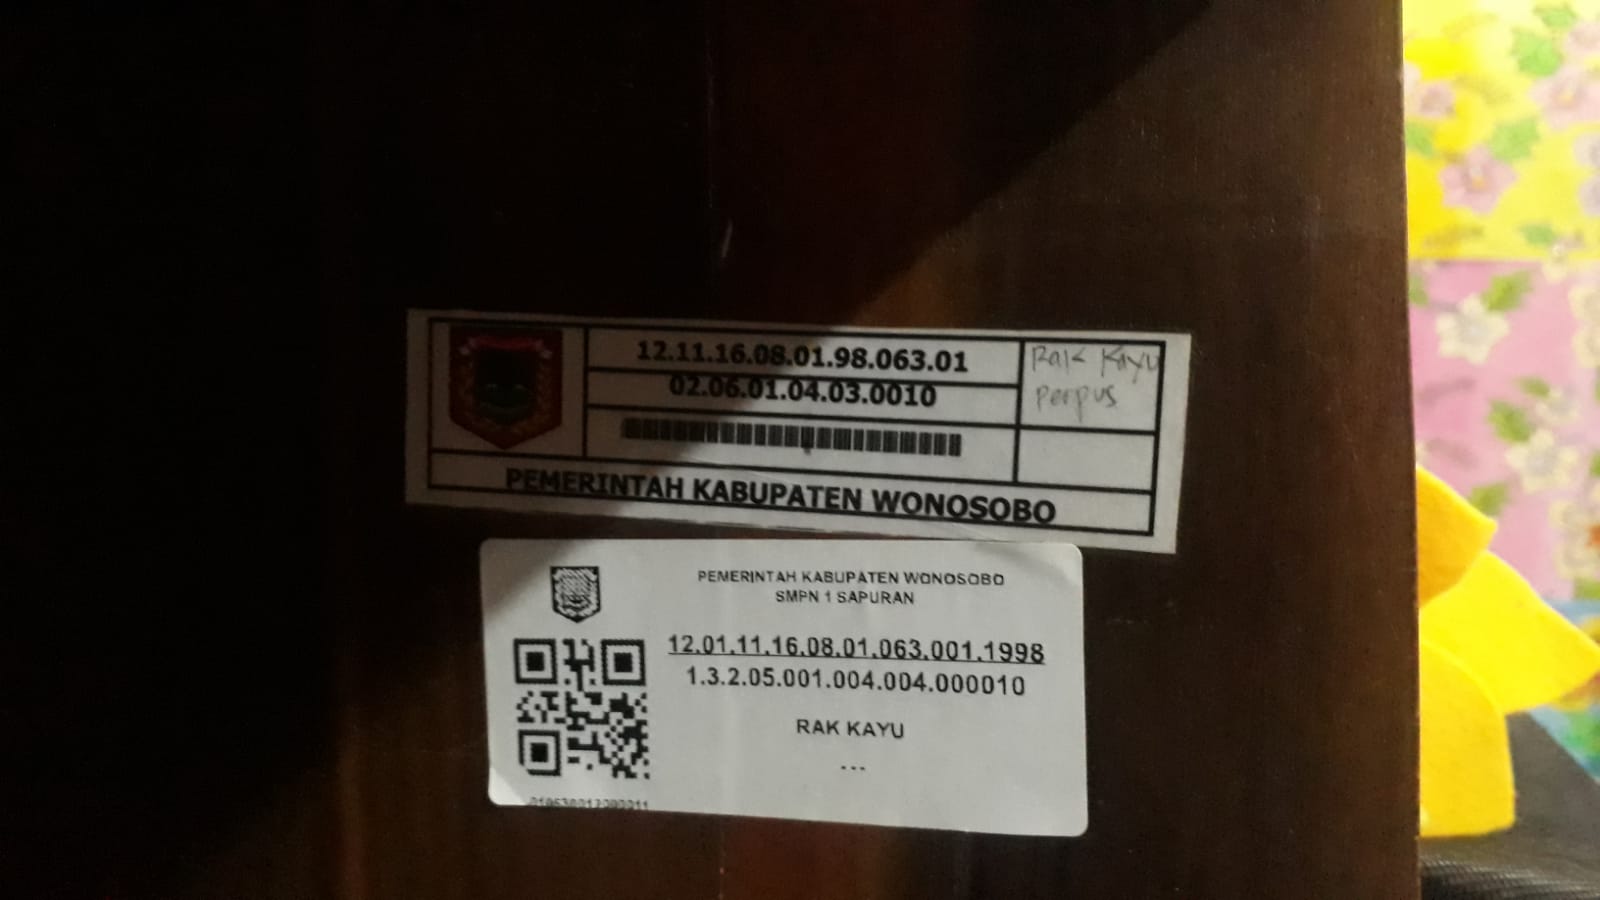 12.11.16.08.01.98.063.01
02.06.01.04.03.0010
Rak Kayu
perpus
PEMERINTAH KABUPATEN WONOSOBO
PEMERINTAH KABUPATEN WONOSOBO
SMPN 1 SAPURAN
12.01.11.16.08.01.063.001.1998
1.3.2.05.001.004.004.000010
RAK KAYU
...